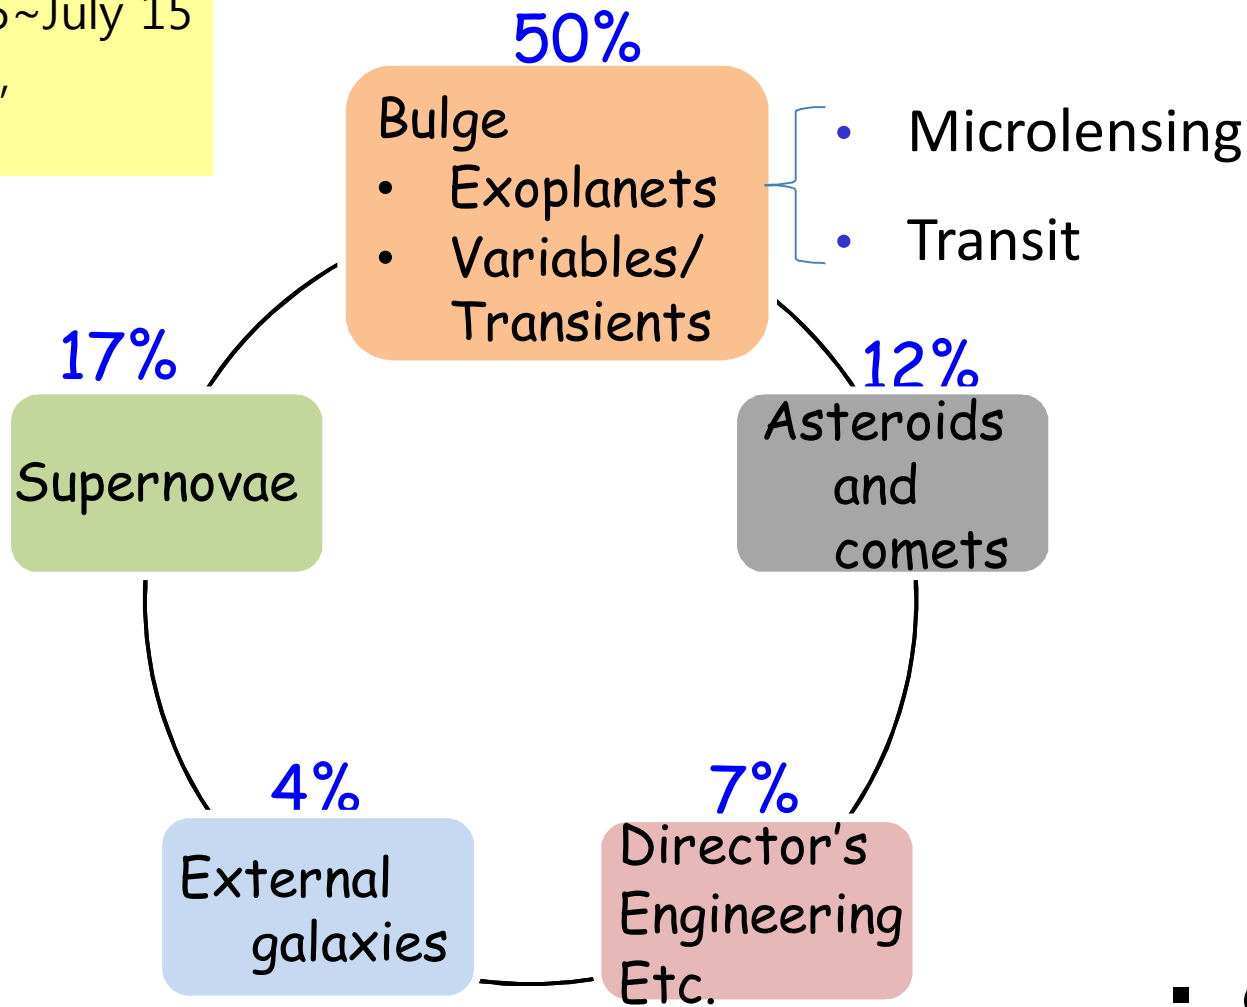 ~July 15
,
50%
Bulge
• Exoplanets
• Variables/
Transients
• Microlensing
• Transit
17%
Supernovae
12%
Asteroids
and
comets
4%
External
galaxies
7%
Director's
Engineering
Etc.